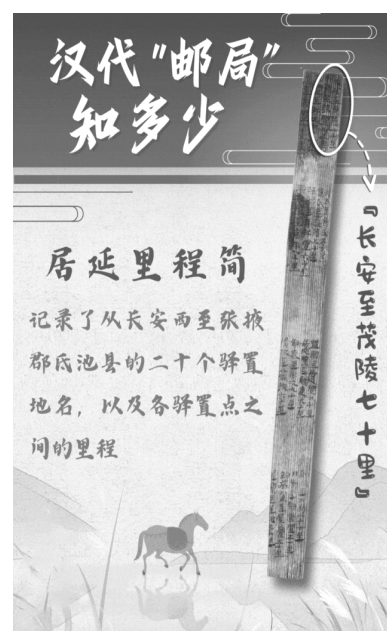 汉代"邮局"
知多少
居延里程简
记录了从长安西至张掖
郡氐池县的二十个驿置
地名，以及各驿置点之
间的里程
『长安至茂陵七十里』